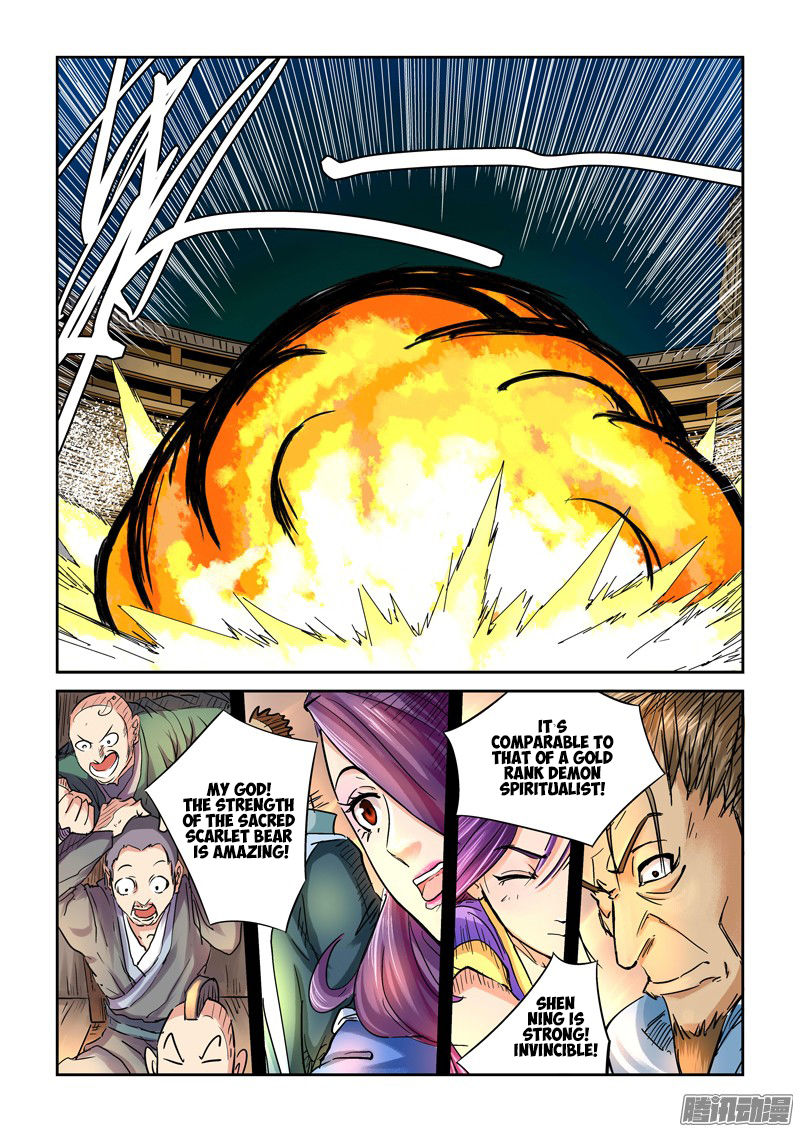 MY GOD!
THE STRENGTH
OF THE SACRED
SCARLET BEAR
IS AMAZING!
IT'S
COMPARABLE TO
THAT OF A GOLD
RANK DEMON
SPIRITUALIST!
SHEN
NING IS
STRONG!
INVINCIBLE!
腾讯动漫